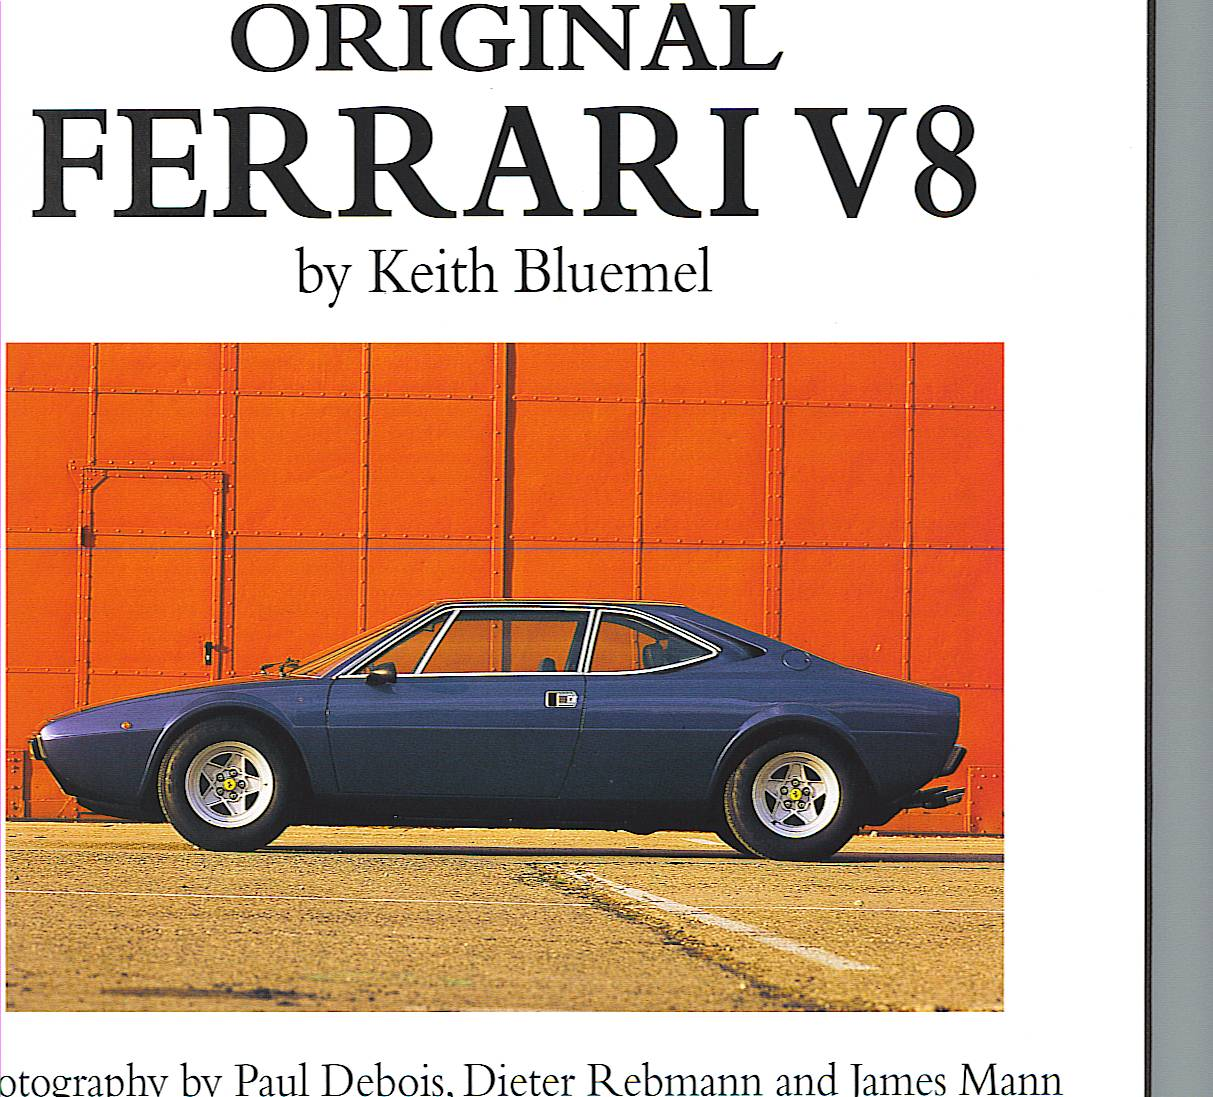 ORIGINAL
FERRARI V8
by Keith Bluemel
otography by Paul Debois, Dieter Rebmann and James Mann